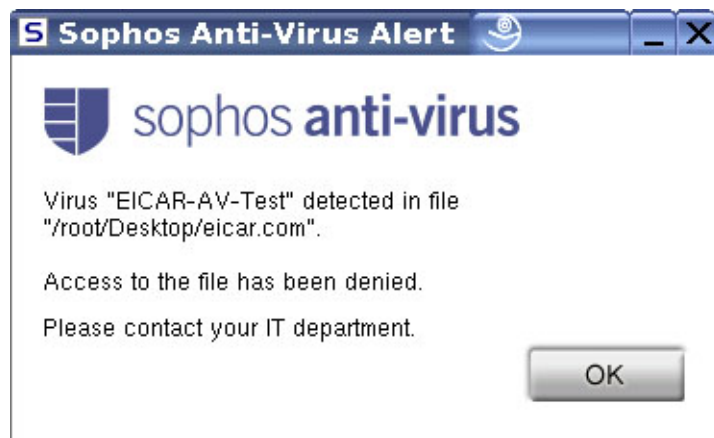 S Sophos Anti-Virus Alert
sophos anti-virus
Virus "EICAR-AV-Test" detected in file
"/root/Desktop/eicar.com".
Access to the file has been denied.
Please contact your IT department.
OK